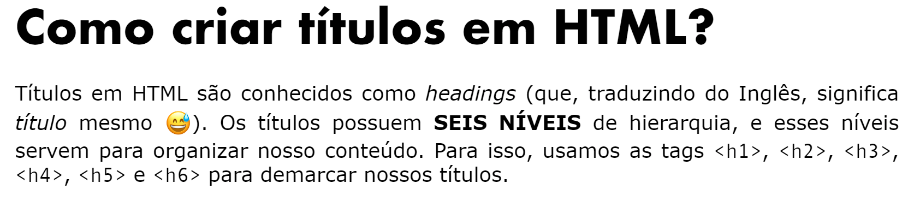 Como criar títulos em HTML?
Títulos em HTML são conhecidos como headings (que, traduzindo do Inglês, significa
título mesmo 😅). Os títulos possuem SEIS NÍVEIS de hierarquia, e esses níveis
servem para organizar nosso conteúdo. Para isso, usamos as tags <h1>, <h2>, <h3>,
<h4>, <h5> e <h6> para demarcar nossos títulos.